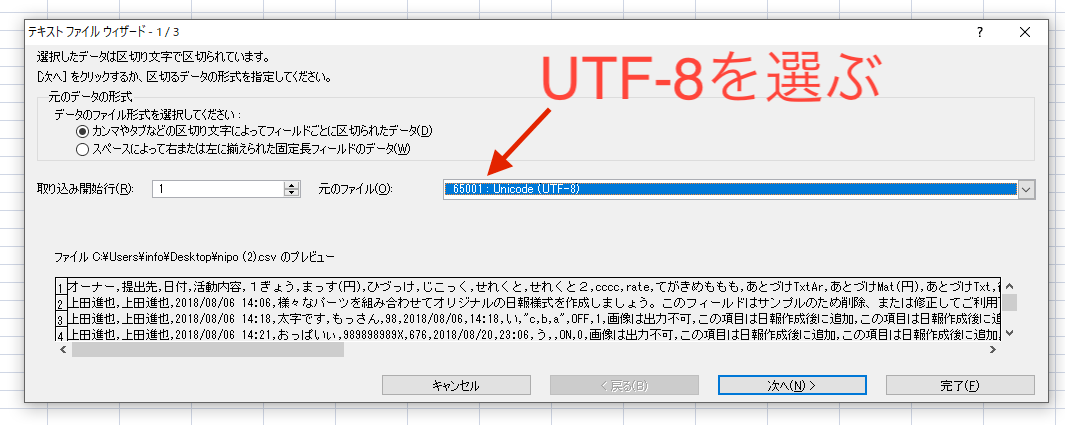 テキスト ファイル ウィザード - 1 / 3
選択したデータは区切り文字で区切られています。
[次へ] をクリックするか、区切るデータの形式を指定してください。
UTF-8を選ぶ
元のデータの形式
データのファイル形式を選択してください:
カンマやタブなどの区切り文字によってフィールドごとに区切られたデータ(D)
スペースによって右または左に揃えられた固定長フィールドのデータ(W)
取り込み開始行(R): 1 元のファイル(O): 65001 : Unicode (UTF-8)
ファイル C:¥Users¥info¥Desktop¥nipo (2).csv のプレビュー
1 オーナー,提出先,日付,活動内容,1ぎょう,まっす(円),ひづっけ,じこっく,せれくと,せれくと2,cccc,rate,てがきめももも,あとづけTxtAr,あとづけMat(円),あとづけTxt,
2 上田進也,上田進也,2018/08/06 14:06,様々なパーツを組み合わせてオリジナルの日報様式を作成しましょう。このフィールドはサンプルのため削除、または修正してご利用
3 上田進也,上田進也,2018/08/06 14:18,太字です,もっさん,98,2018/08/06,14:18,い,"c,b,a",OFF,1,画像は出力不可,この項目は日報作成後に追加,この項目は日報作成後に追
4 上田進也,上田進也,2018/08/06 14:21,おっぱいい,989898989X,676,2018/08/20,23:06,う,,ON,0,画像は出力不可,この項目は日報作成後に追加,この項目は日報作成後に追加,
キャンセル < 戻る(B) 次へ(N) > 完了(F)